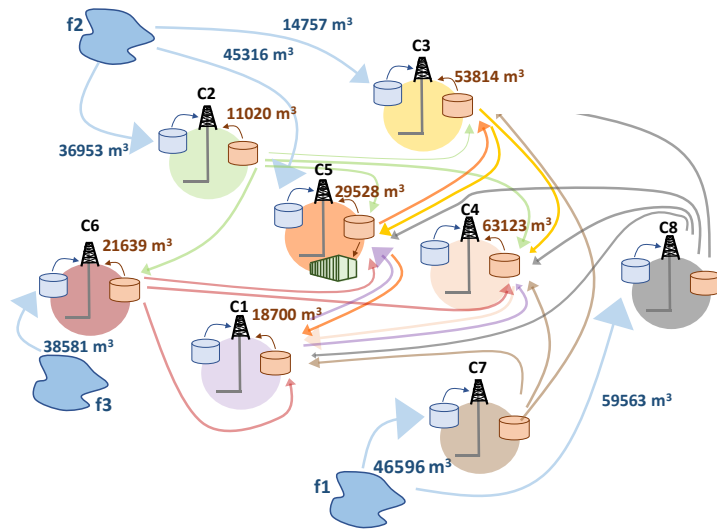 f2
14757 m³
45316 m³
C3
53814 m³
C2
11020 m³
36953 m³
C5
29528 m³
C4
63123 m³
C8
C6
21639 m³
C1
18700 m³
38581 m³
f3
C7
59563 m³
46596 m³
f1